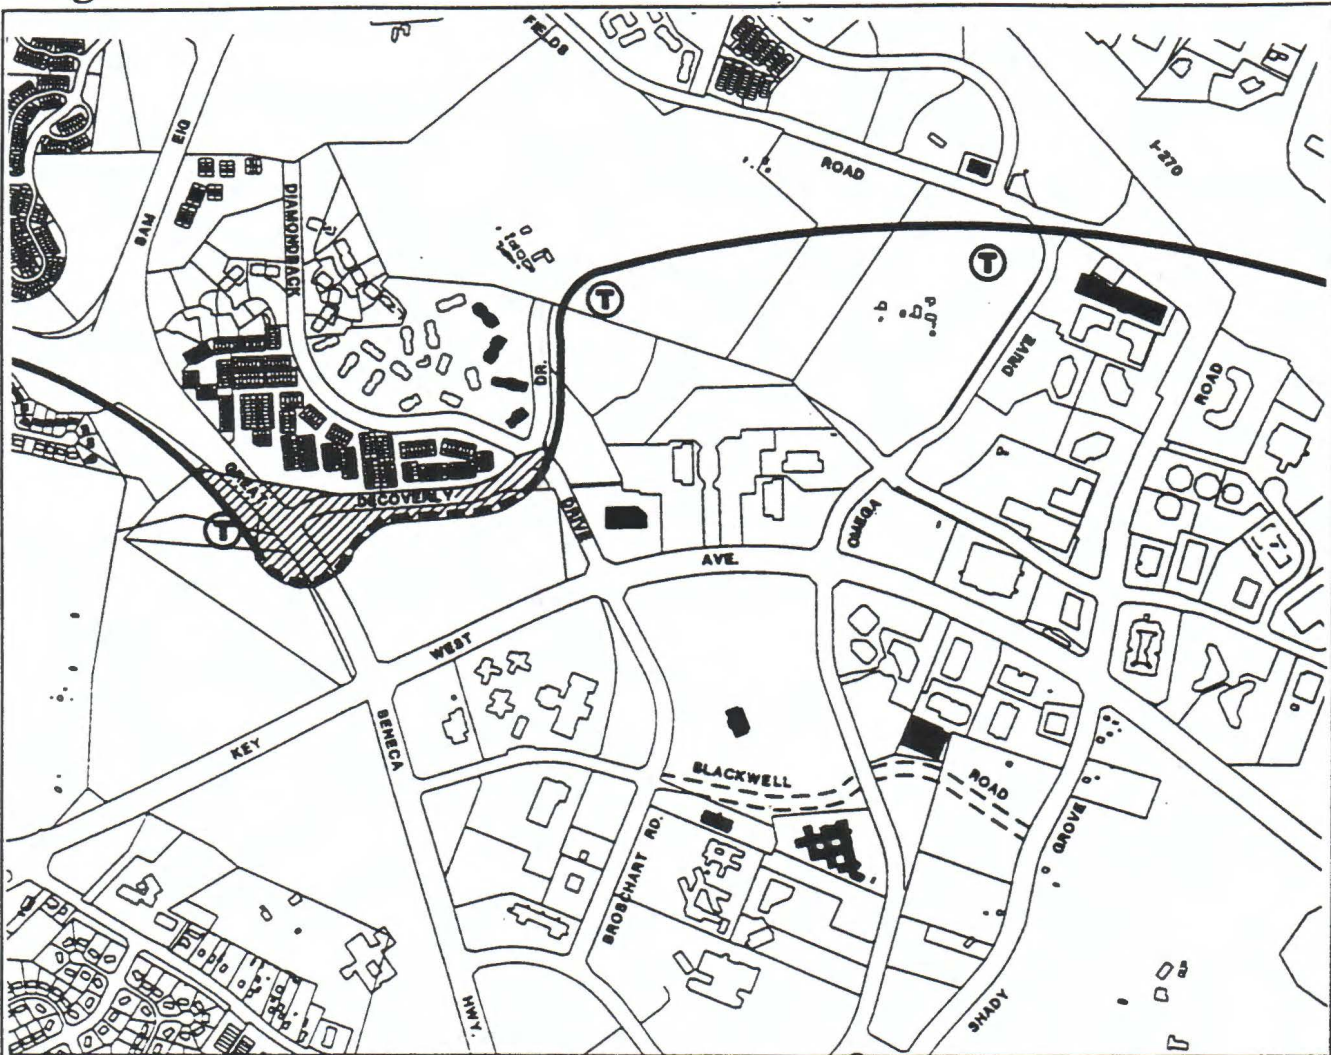 FIELDS
ROAD
I-270
SAM
EIG
DIAMONDBACK
DR.
DRIVE
ROAD
T
T
T
GREAT
DECOVERLY
DRIVE
OMEGA
AVE.
WEST
KEY
SENECA
HWY.
BLACKWELL
ROAD
BROSCHART RD.
GROVE
SHADY